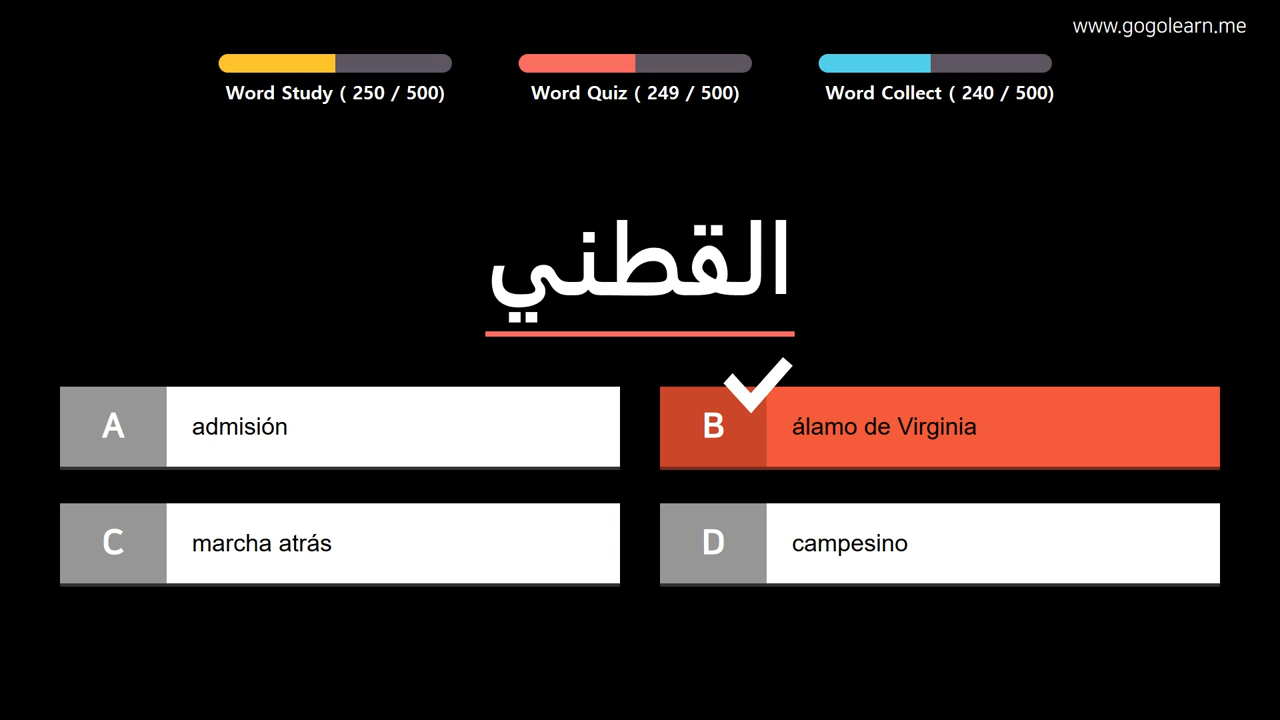 www.gogolearn.me
Word Study ( 250 / 500)
Word Quiz ( 249 / 500)
Word Collect ( 240 / 500)
القطني
A
admisión
B
álamo de Virginia
C
marcha atrás
D
campesino